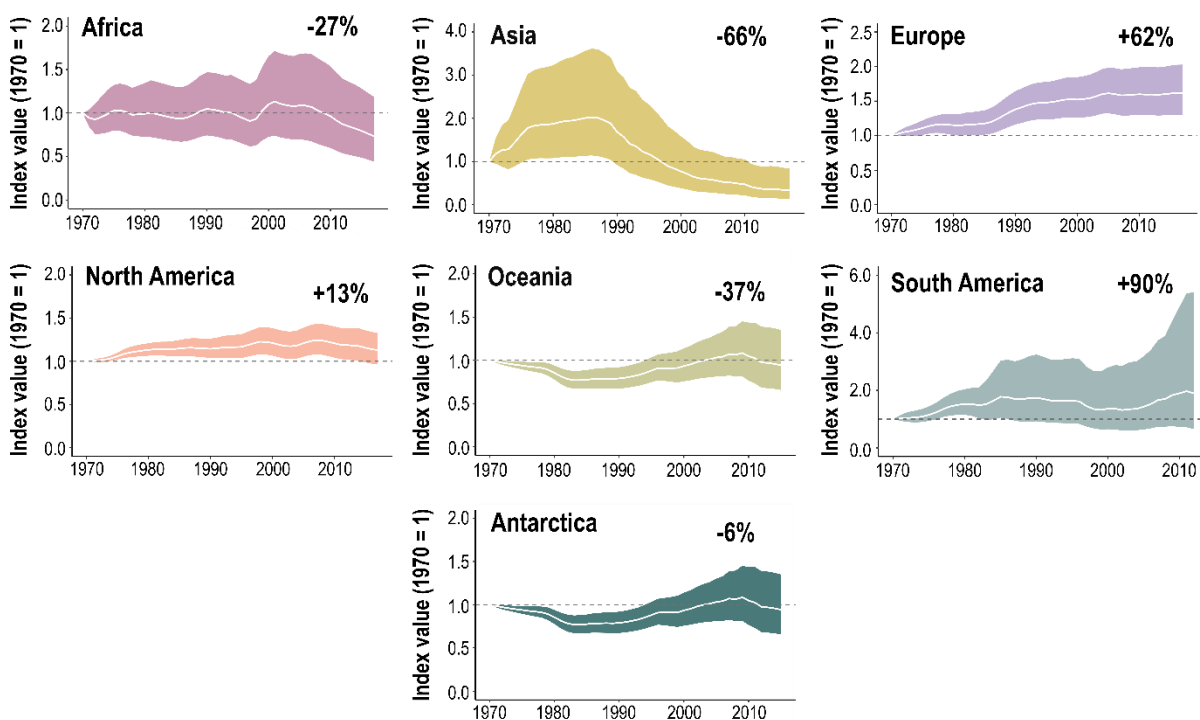 Africa
-27%
Index value (1970 = 1)
2.0
1.5
1.0
0.5
0.0
1970 1980 1990 2000 2010
Asia
-66%
Index value (1970 = 1)
4.0
3.0
2.0
1.0
0.0
1970 1980 1990 2000 2010
Europe
+62%
Index value (1970 = 1)
2.5
2.0
1.5
1.0
0.5
0.0
1970 1980 1990 2000 2010
North America
+13%
Index value (1970 = 1)
2.0
1.5
1.0
0.5
0.0
1970 1980 1990 2000 2010
Oceania
-37%
Index value (1970 = 1)
2.0
1.5
1.0
0.5
0.0
1970 1980 1990 2000 2010
South America
+90%
Index value (1970 = 1)
6.0
4.0
2.0
1.0
0.0
1970 1980 1990 2000 2010
Antarctica
-6%
Index value (1970 = 1)
2.0
1.5
1.0
0.5
0.0
1970 1980 1990 2000 2010